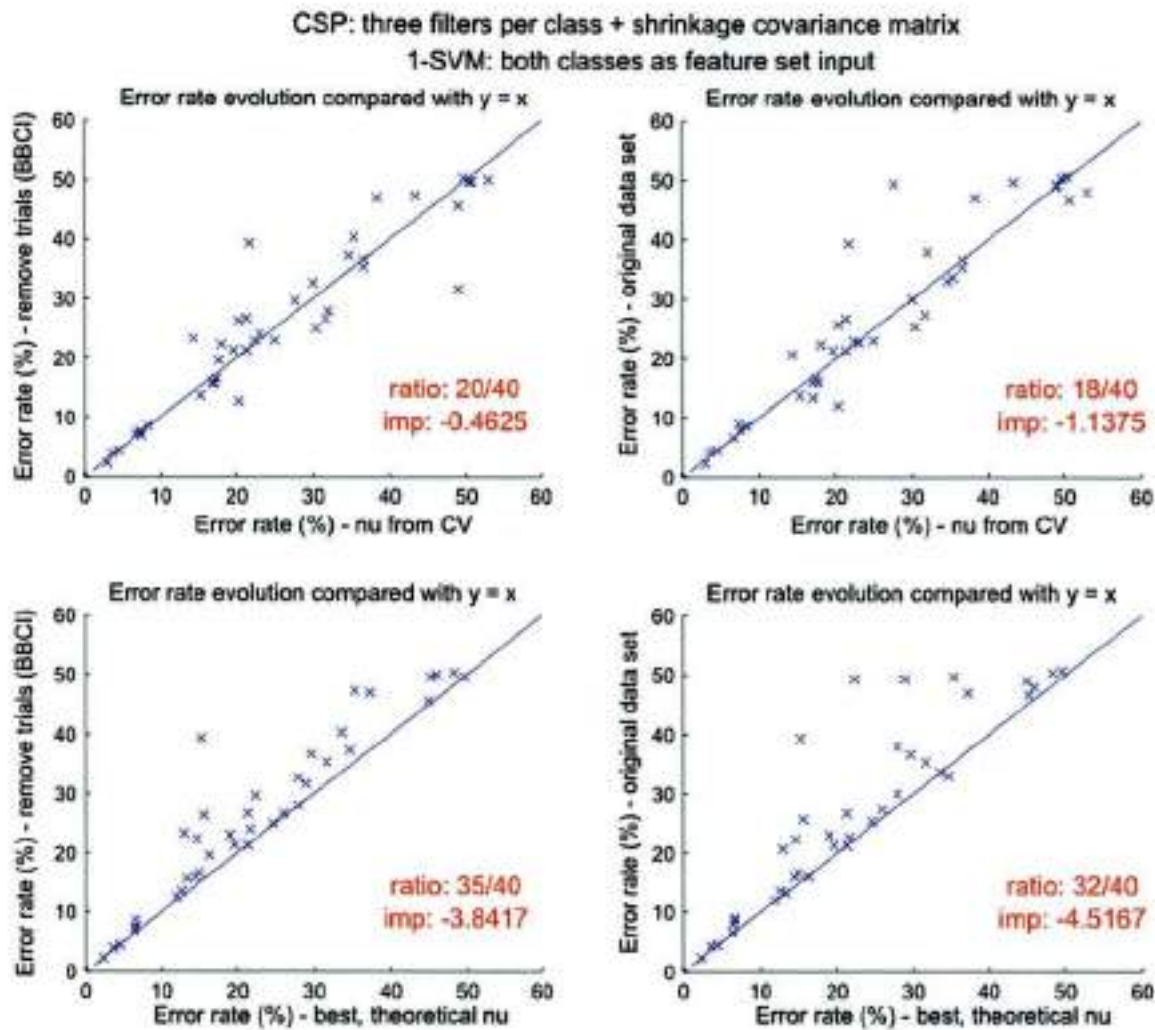 CSP: three filters per class + shrinkage covariance matrix
1-SVM: both classes as feature set input
Error rate evolution compared with y = x
Error rate (%) - remove trials (BBCI)
60
50
40
30
20
10
0
ratio: 20/40
imp: -0.4625
0 10 20 30 40 50 60
Error rate (%) - nu from CV
Error rate evolution compared with y = x
Error rate (%) - original data set
60
50
40
30
20
10
0
ratio: 18/40
imp: -1.1375
0 10 20 30 40 50 60
Error rate (%) - nu from CV
Error rate evolution compared with y = x
Error rate (%) - remove trials (BBCI)
60
50
40
30
20
10
0
ratio: 35/40
imp: -3.8417
0 10 20 30 40 50 60
Error rate (%) - best, theoretical nu
Error rate evolution compared with y = x
Error rate (%) - original data set
60
50
40
30
20
10
0
ratio: 32/40
imp: -4.5167
0 10 20 30 40 50 60
Error rate (%) - best, theoretical nu